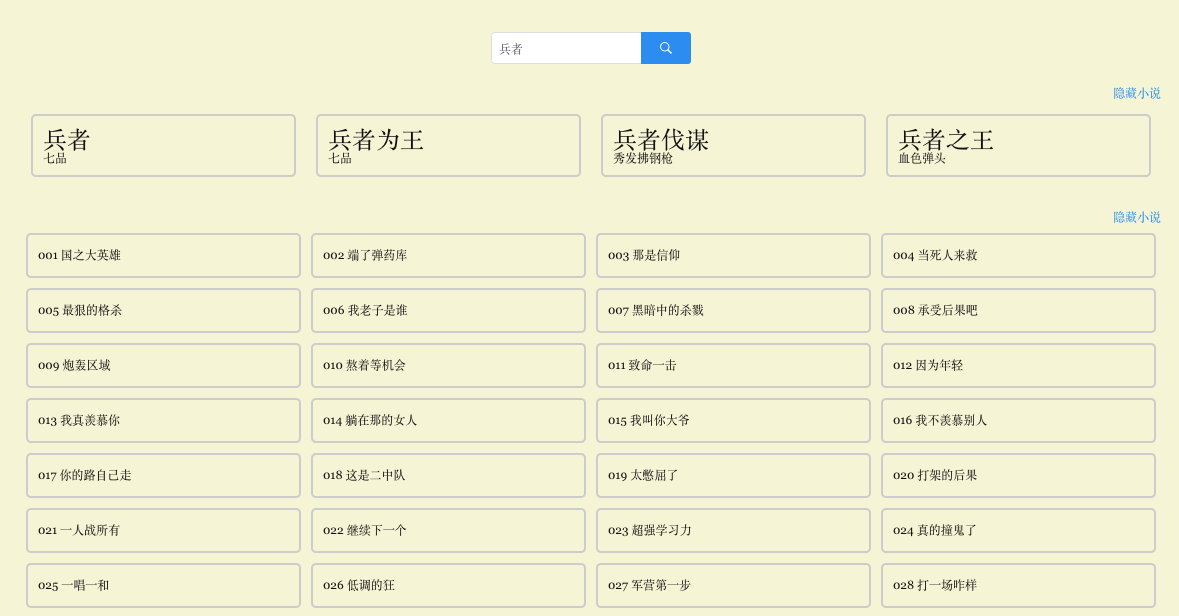 兵者
隐藏小说
兵者
七品
兵者为王
七品
兵者伐谋
秀发拂钢枪
兵者之王
血色弹头
隐藏小说
001 国之大英雄
002 端了弹药库
003 那是信仰
004 当死人来救
005 最狠的格杀
006 我老子是谁
007 黑暗中的杀戮
008 承受后果吧
009 炮轰区域
010 熬着等机会
011 致命一击
012 因为年轻
013 我真羡慕你
014 躺在那的女人
015 我叫你大爷
016 我不羡慕别人
017 你的路自己走
018 这是二中队
019 太憋屈了
020 打架的后果
021 一人战所有
022 继续下一个
023 超强学习力
024 真的撞鬼了
025 一唱一和
026 低调的狂
027 军营第一步
028 打一场咋样